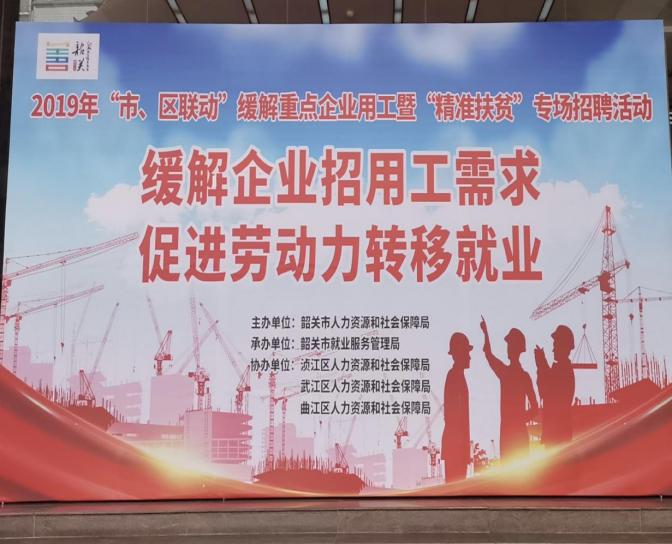 韶关
2019年“市、区联动”缓解重点企业用工暨“精准扶贫”专场招聘活动
缓解企业招用工需求
促进劳动力转移就业
主办单位：韶关市人力资源和社会保障局
承办单位：韶关市就业服务管理局
协办单位：浈江区人力资源和社会保障局
武江区人力资源和社会保障局
曲江区人力资源和社会保障局